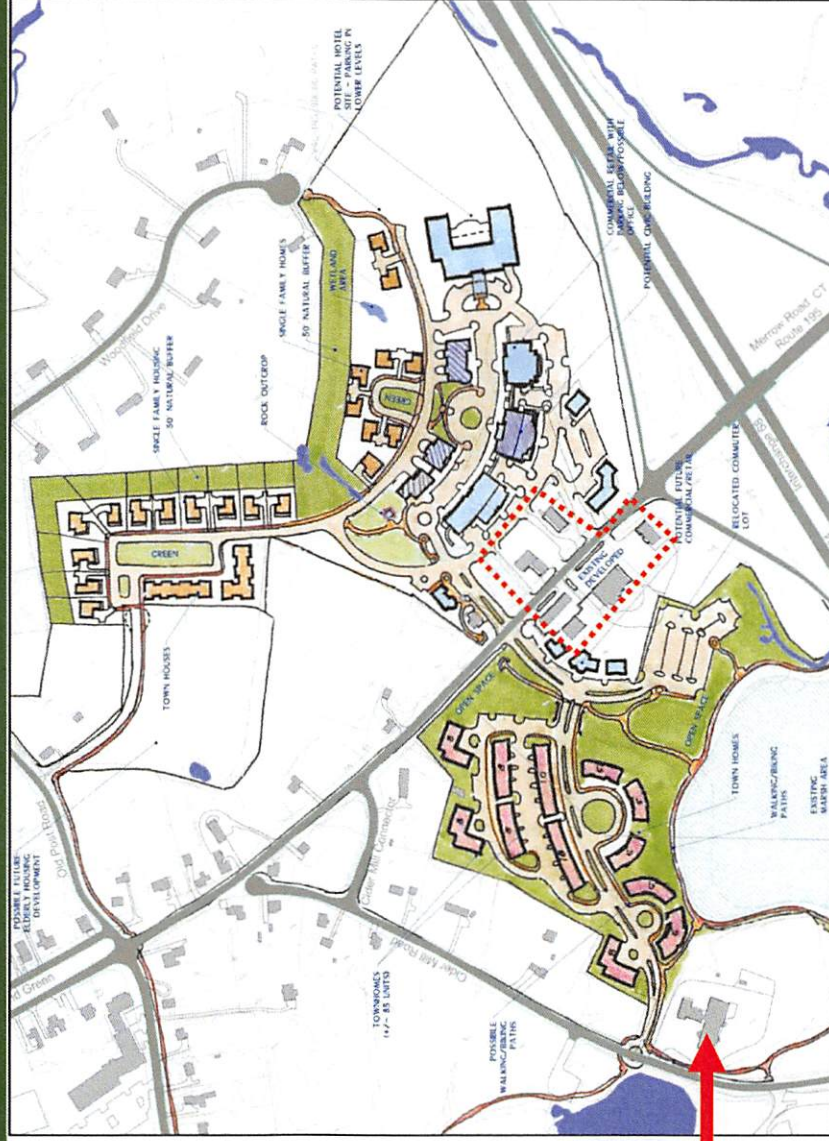 POTENTIAL HOTEL
SITE - PARKING IN
LOWER LEVELS
Woodfield Drive
SINGLE FAMILY HOMES
50' NATURAL BUFFER
WETLAND
AREA
SINGLE FAMILY HOUSING
50' NATURAL BUFFER
ROCK OUTCROP
GREEN
GREEN
COMMERCIAL RETAIL WITH
PARKING BELOW/POSSIBLE
OFFICE
POTENTIAL CIVIC BUILDING
Merrow Road, CT
Route 195
Interchange 68
POTENTIAL FUTURE
COMMERCIAL/RETAIL
RELOCATED COMMUTER
LOT
EXISTING
DEVELOPED
TOWN HOUSES
OPEN SPACE
OPEN SPACE
TOWN HOMES
WALKING/BIKING
PATHS
EXISTING
MARSH AREA
Old Post Road
POSSIBLE FUTURE
ELDERLY HOUSING
DEVELOPMENT
Green
Cider Mill Connector
Cider Mill Road
TOWNHOMES
(+/- 85 UNITS)
POSSIBLE
WALKING/BIKING
PATHS